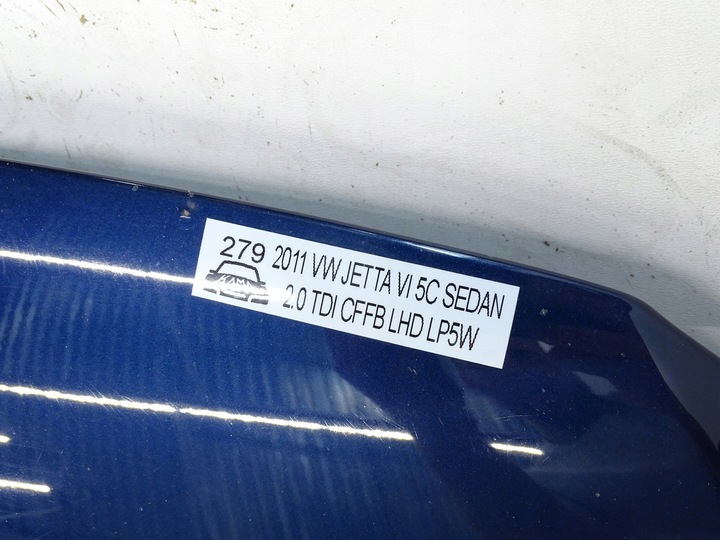 279 2011 VW JETTA VI 5C SEDAN
2.0 TDI CFFB LHD LP5W